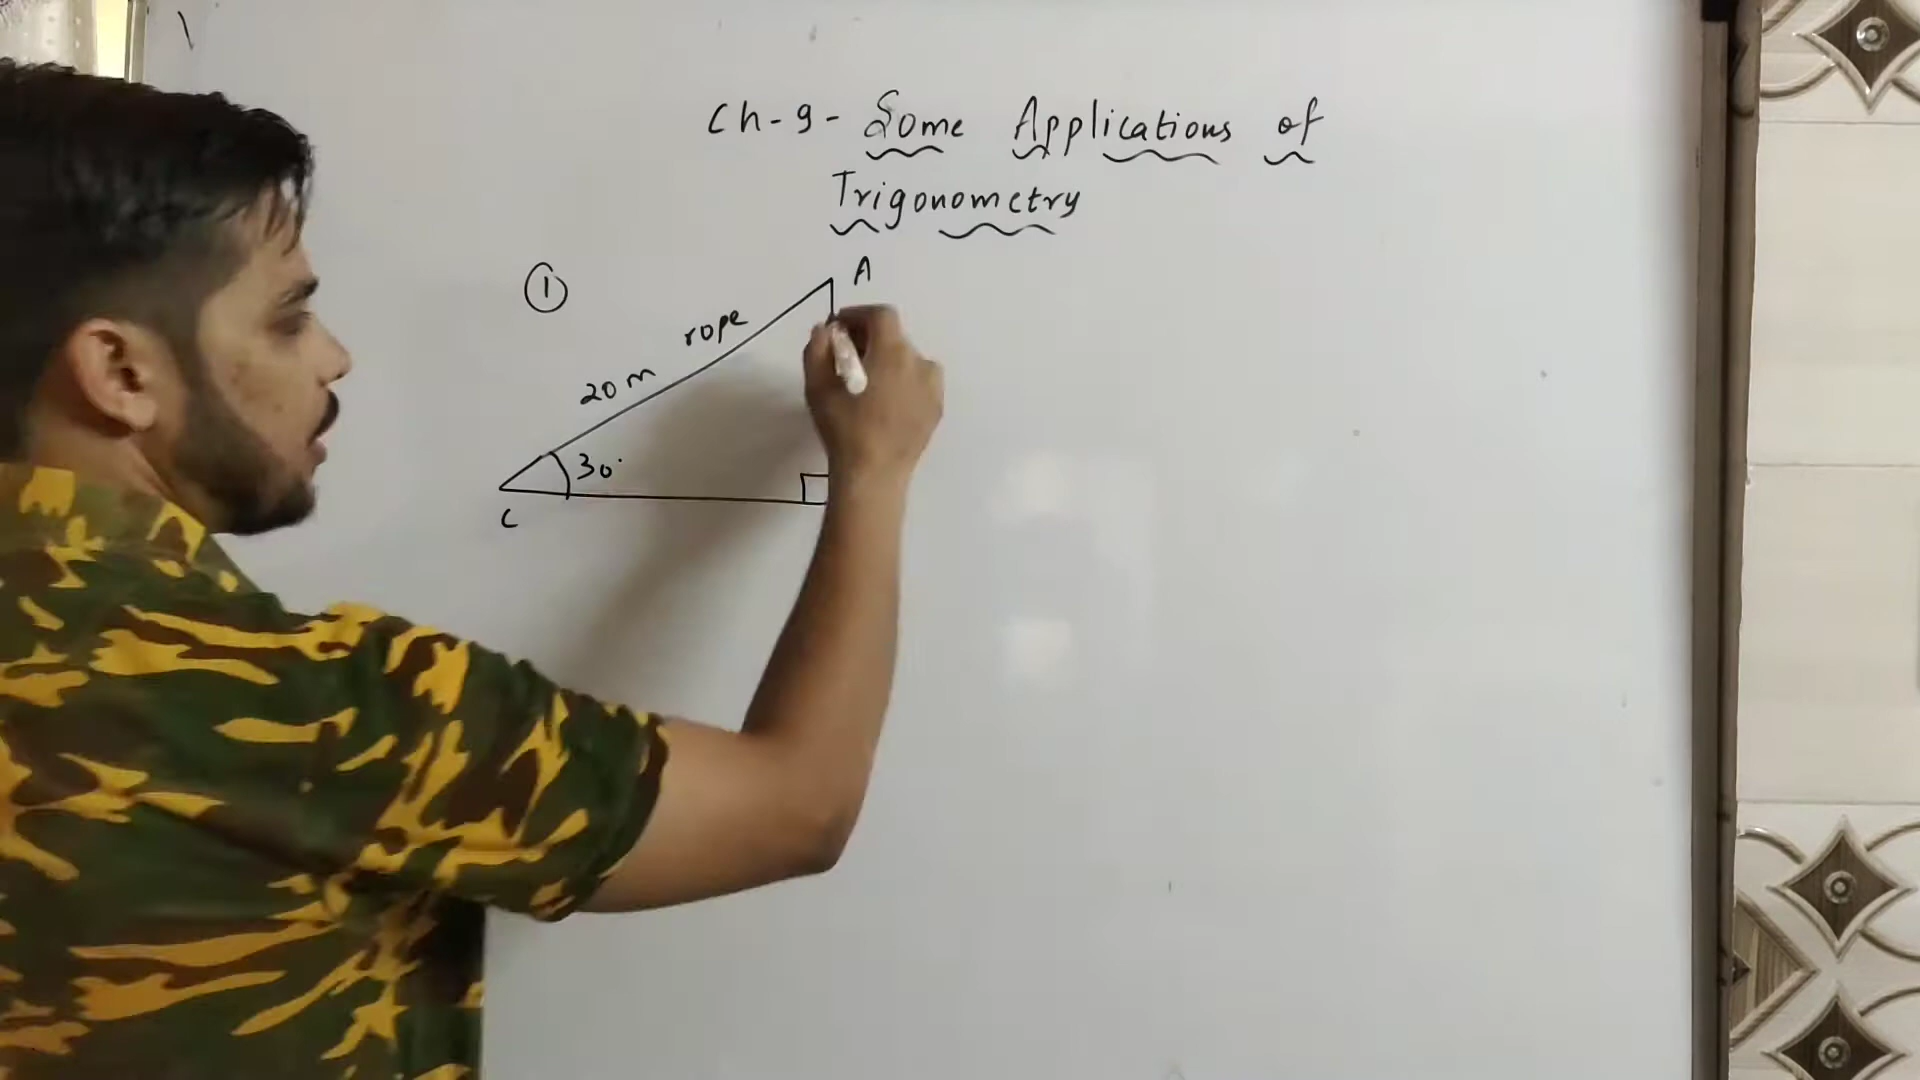 Ch-9- Some Applications of
Trigonometry
1
A
rope
20 m
30°
C